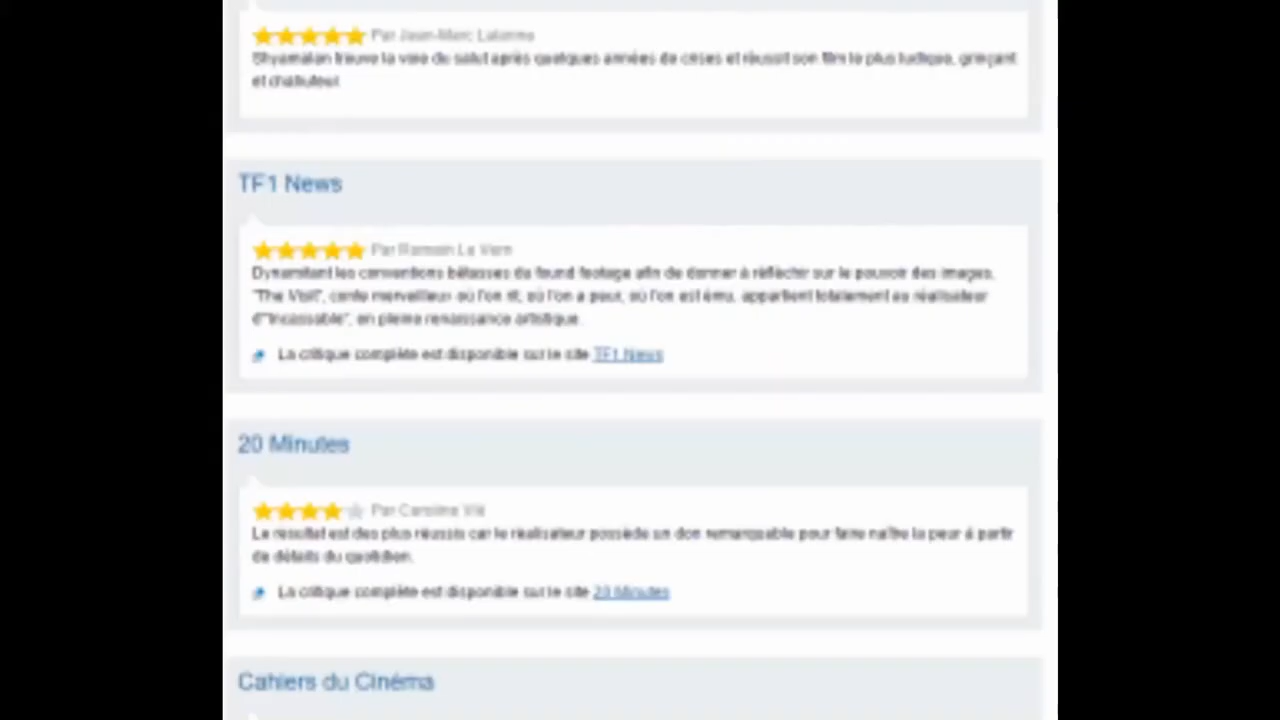 Par Jean-Marc Lalanne
Shyamalan trouve la voie du salut après quelques années de crises et réussit son film le plus ludique, grinçant
et chahuteur.
TF1 News
Par Romain Le Vern
Dynamitant les conventions bêtasses du found footage afin de donner à réfléchir sur le pouvoir des images,
"The Visit", conte merveilleux où l'on rit, où l'on a peur, où l'on est ému, appartient totalement au réalisateur
d'"Incassable", en pleine renaissance artistique.
La critique complète est disponible sur le site TF1 News
20 Minutes
Par Caroline Vié
Le résultat est des plus réussis car le réalisateur possède un don remarquable pour faire naître la peur à partir
de détails du quotidien.
La critique complète est disponible sur le site 20 Minutes
Cahiers du Cinéma